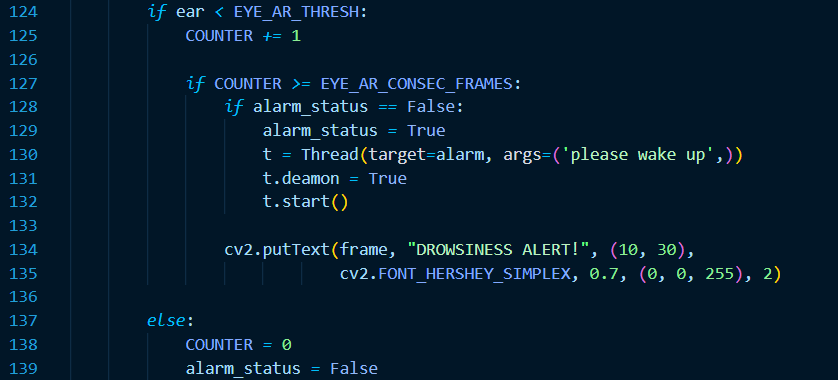 124 if ear < EYE_AR_THRESH:
125 COUNTER += 1
126
127 if COUNTER >= EYE_AR_CONSEC_FRAMES:
128 if alarm_status == False:
129 alarm_status = True
130 t = Thread(target=alarm, args=('please wake up',))
131 t.deamon = True
132 t.start()
133
134 cv2.putText(frame, "DROWSINESS ALERT!", (10, 30),
135 cv2.FONT_HERSHEY_SIMPLEX, 0.7, (0, 0, 255), 2)
136
137 else:
138 COUNTER = 0
139 alarm_status = False